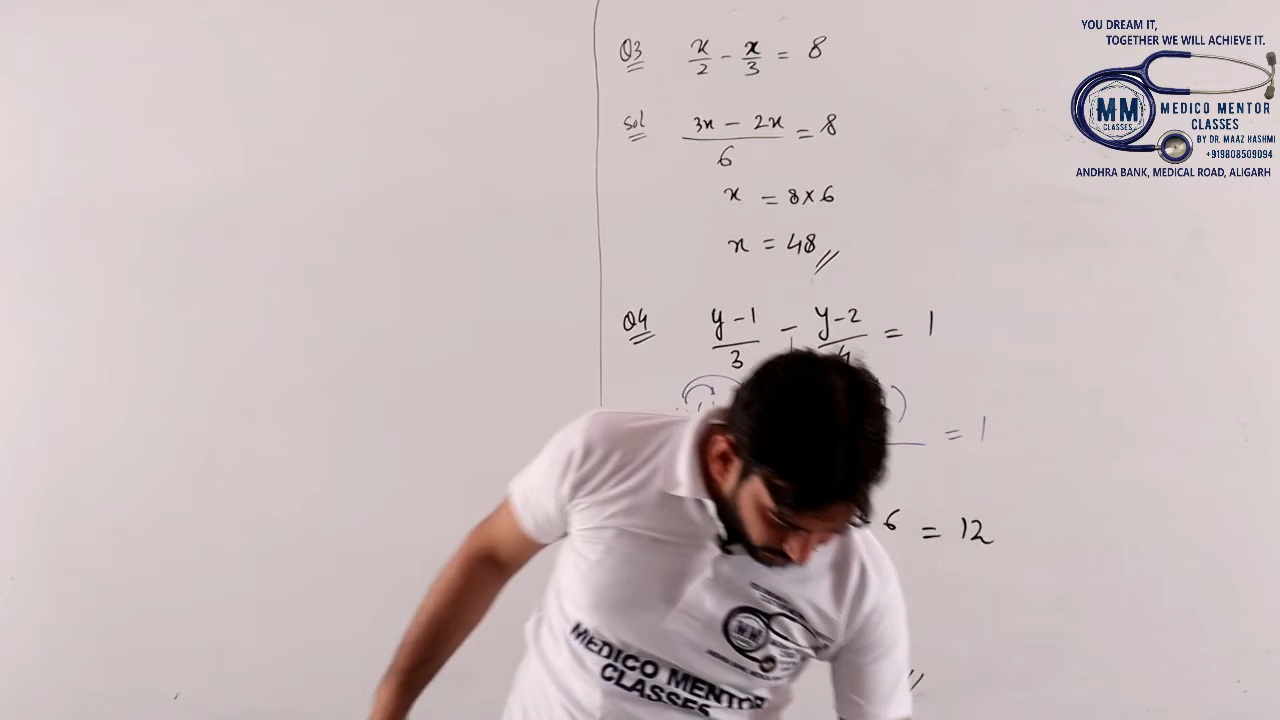 YOU DREAM IT,
TOGETHER WE WILL ACHIEVE IT.
MM
CLASSES
MEDICO MENTOR
CLASSES
BY DR. MAAZ HASHMI
+919808509094
ANDHRA BANK, MEDICAL ROAD, ALIGARH
Q3 x/2 - x/3 = 8
Sol (3x - 2x)/6 = 8
x = 8 × 6
x = 48
Q4 (y - 1)/3 - (y - 2)/4 = 1
= 1
6 = 12
MM
MEDICO MENTOR
CLASSES